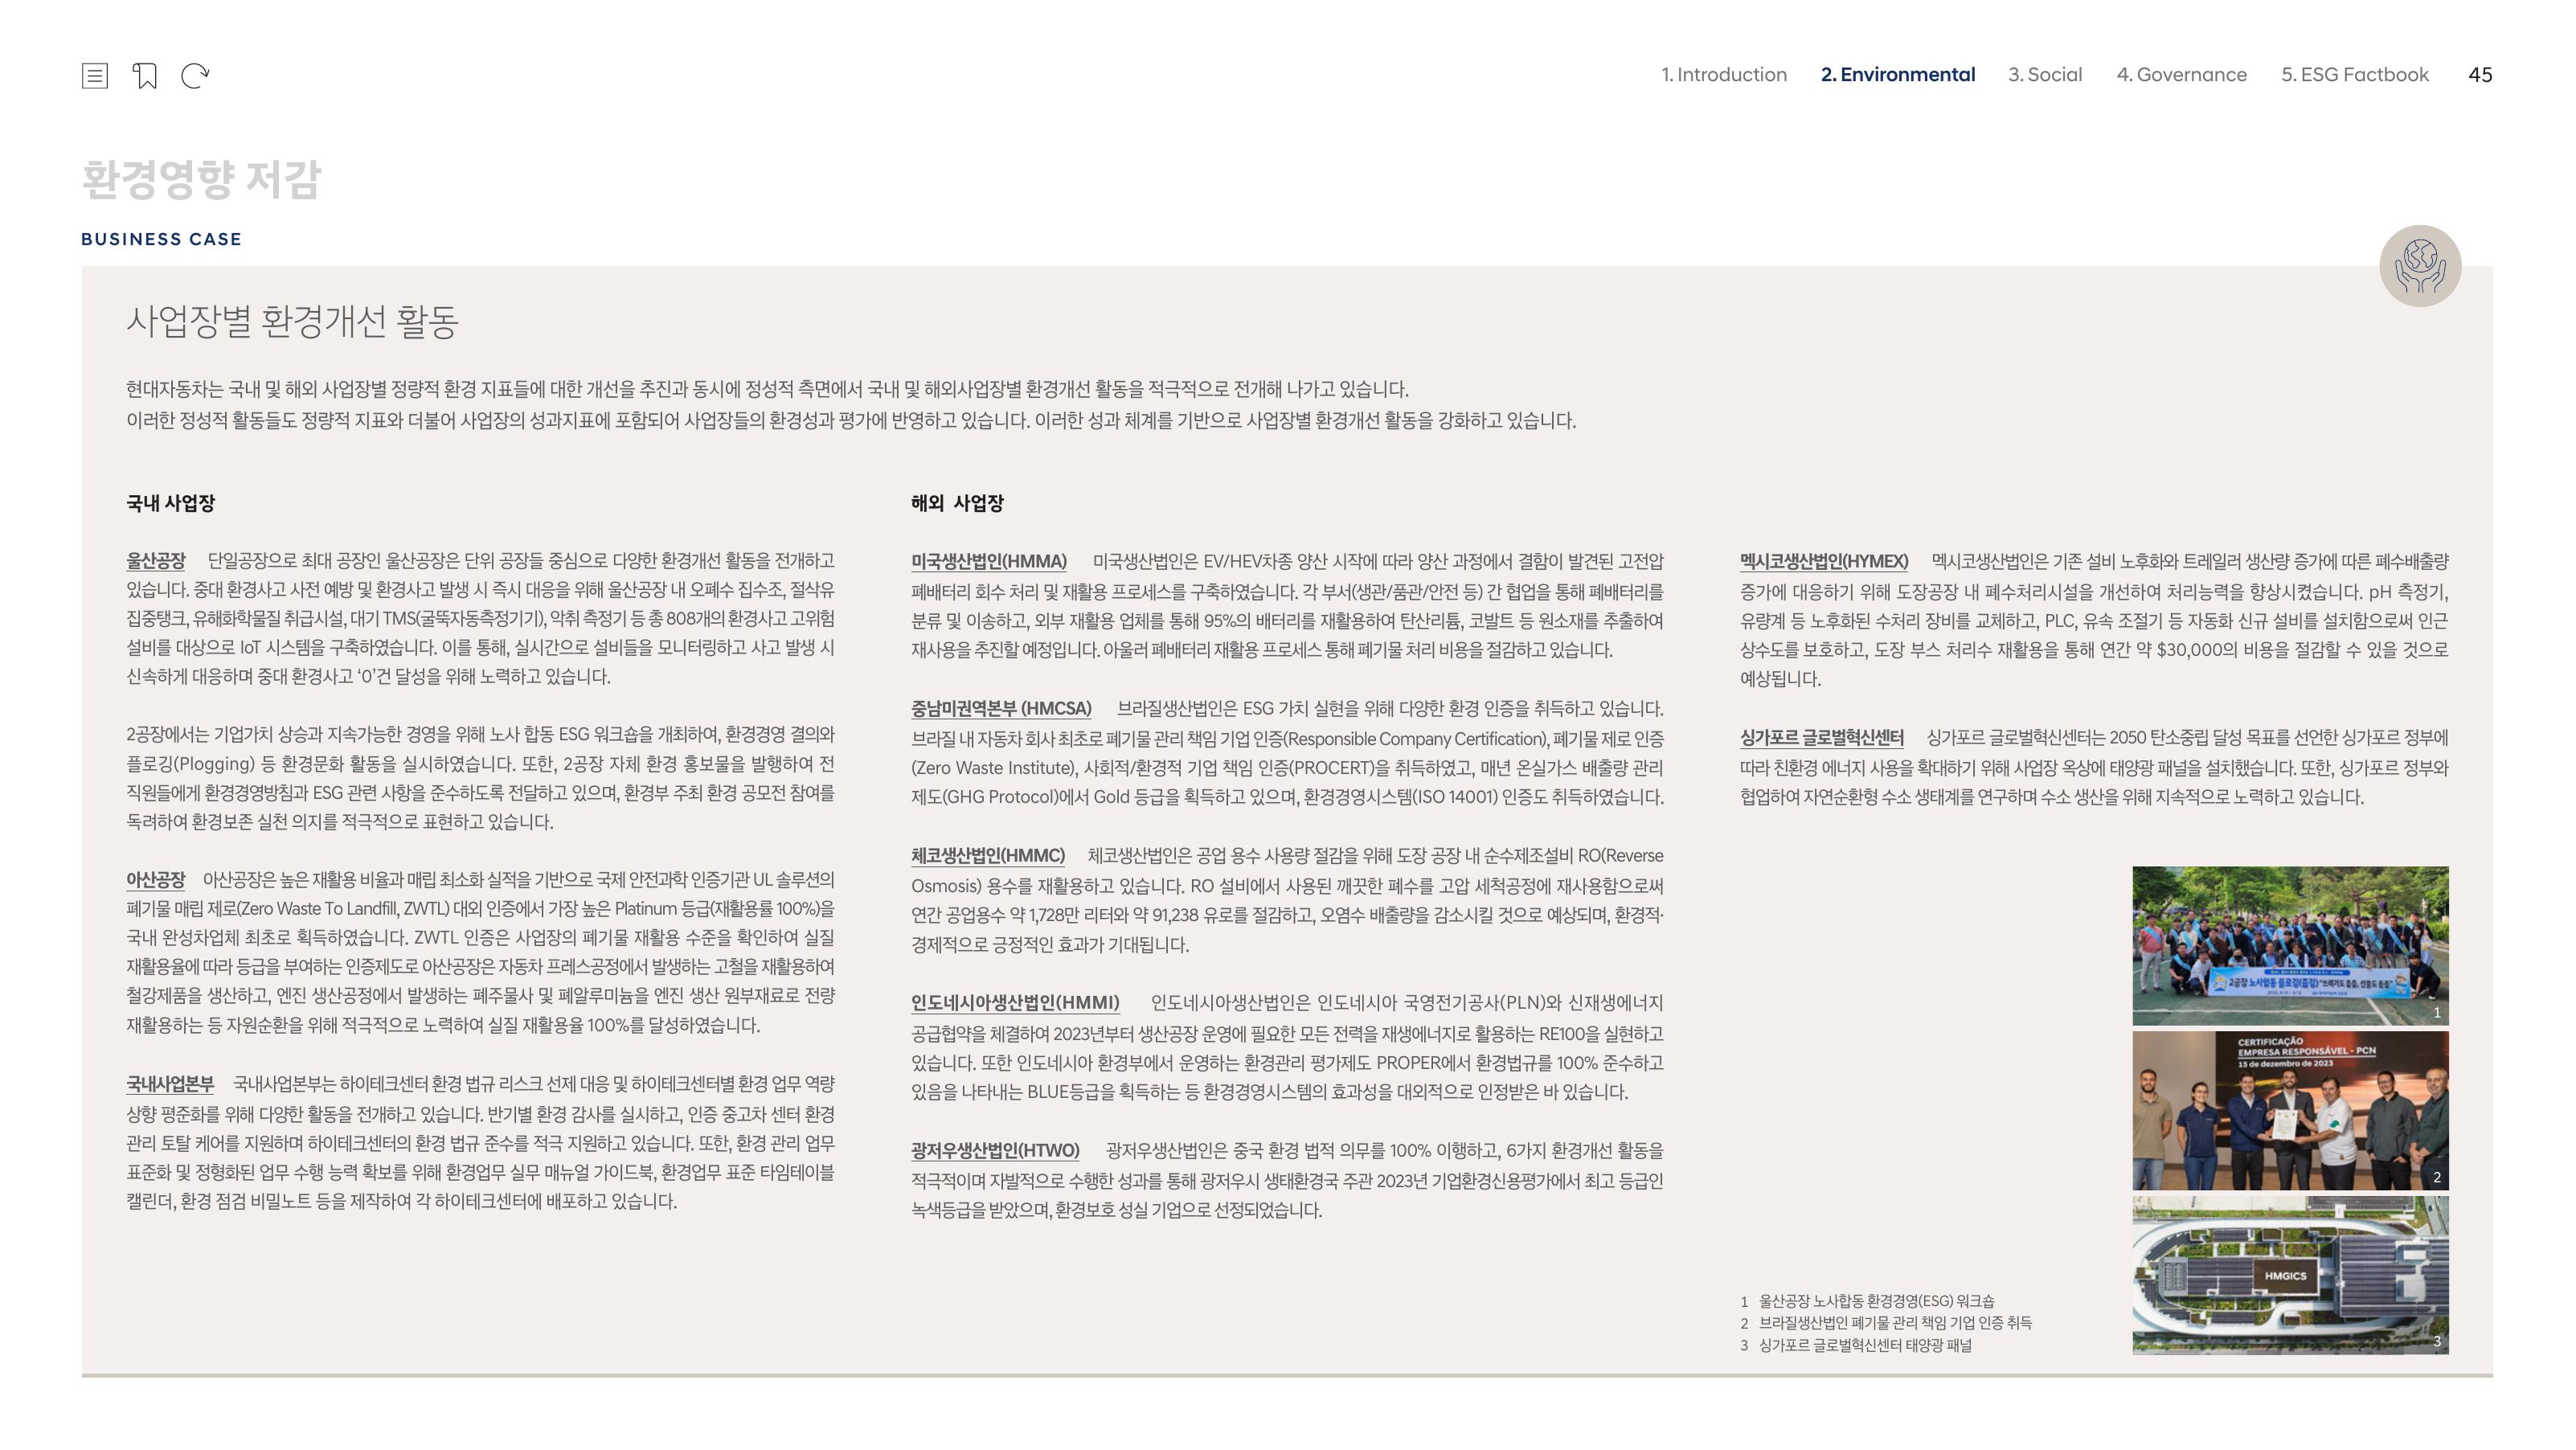 1. Introduction 2. Environmental 3. Social 4. Governance 5. ESG Factbook 45
환경영향 저감
BUSINESS CASE
사업장별 환경개선 활동
현대자동차는 국내 및 해외 사업장별 정량적 환경 지표들에 대한 개선을 추진과 동시에 정성적 측면에서 국내 및 해외사업장별 환경개선 활동을 적극적으로 전개해 나가고 있습니다.
이러한 정성적 활동들도 정량적 지표와 더불어 사업장의 성과지표에 포함되어 사업장들의 환경성과 평가에 반영하고 있습니다. 이러한 성과 체계를 기반으로 사업장별 환경개선 활동을 강화하고 있습니다.
국내 사업장
울산공장 단일공장으로 최대 공장인 울산공장은 단위 공장들 중심으로 다양한 환경개선 활동을 전개하고
있습니다. 중대 환경사고 사전 예방 및 환경사고 발생 시 즉시 대응을 위해 울산공장 내 오폐수 집수조, 절삭유
집중탱크, 유해화학물질 취급시설, 대기 TMS(굴뚝자동측정기기), 악취 측정기 등 총 808개의 환경사고 고위험
설비를 대상으로 IoT 시스템을 구축하였습니다. 이를 통해, 실시간으로 설비들을 모니터링하고 사고 발생 시
신속하게 대응하며 중대 환경사고 ‘0’건 달성을 위해 노력하고 있습니다.
2공장에서는 기업가치 상승과 지속가능한 경영을 위해 노사 합동 ESG 워크숍을 개최하여, 환경경영 결의와
플로깅(Plogging) 등 환경문화 활동을 실시하였습니다. 또한, 2공장 자체 환경 홍보물을 발행하여 전
직원들에게 환경경영방침과 ESG 관련 사항을 준수하도록 전달하고 있으며, 환경부 주최 환경 공모전 참여를
독려하여 환경보존 실천 의지를 적극적으로 표현하고 있습니다.
아산공장 아산공장은 높은 재활용 비율과 매립 최소화 실적을 기반으로 국제 안전과학 인증기관 UL 솔루션의
폐기물 매립 제로(Zero Waste To Landfill, ZWTL) 대외 인증에서 가장 높은 Platinum 등급(재활용률 100%)을
국내 완성차업체 최초로 획득하였습니다. ZWTL 인증은 사업장의 폐기물 재활용 수준을 확인하여 실질
재활용율에 따라 등급을 부여하는 인증제도로 아산공장은 자동차 프레스공정에서 발생하는 고철을 재활용하여
철강제품을 생산하고, 엔진 생산공정에서 발생하는 폐주물사 및 폐알루미늄을 엔진 생산 원부재료로 전량
재활용하는 등 자원순환을 위해 적극적으로 노력하여 실질 재활용율 100%를 달성하였습니다.
국내사업본부 국내사업본부는 하이테크센터 환경 법규 리스크 선제 대응 및 하이테크센터별 환경 업무 역량
상향 평준화를 위해 다양한 활동을 전개하고 있습니다. 반기별 환경 감사를 실시하고, 인증 중고차 센터 환경
관리 토탈 케어를 지원하며 하이테크센터의 환경 법규 준수를 적극 지원하고 있습니다. 또한, 환경 관리 업무
표준화 및 정형화된 업무 수행 능력 확보를 위해 환경업무 실무 매뉴얼 가이드북, 환경업무 표준 타임테이블
캘린더, 환경 점검 비밀노트 등을 제작하여 각 하이테크센터에 배포하고 있습니다.
해외 사업장
미국생산법인(HMMA) 미국생산법인은 EV/HEV차종 양산 시작에 따라 양산 과정에서 결함이 발견된 고전압
폐배터리 회수 처리 및 재활용 프로세스를 구축하였습니다. 각 부서(생관/품관/안전 등) 간 협업을 통해 폐배터리를
분류 및 이송하고, 외부 재활용 업체를 통해 95%의 배터리를 재활용하여 탄산리튬, 코발트 등 원소재를 추출하여
재사용을 추진할 예정입니다. 아울러 폐배터리 재활용 프로세스 통해 폐기물 처리 비용을 절감하고 있습니다.
중남미권역본부 (HMCSA) 브라질생산법인은 ESG 가치 실현을 위해 다양한 환경 인증을 취득하고 있습니다.
브라질 내 자동차 회사 최초로 폐기물 관리 책임 기업 인증(Responsible Company Certification), 폐기물 제로 인증
(Zero Waste Institute), 사회적/환경적 기업 책임 인증(PROCERT)을 취득하였고, 매년 온실가스 배출량 관리
제도(GHG Protocol)에서 Gold 등급을 획득하고 있으며, 환경경영시스템(ISO 14001) 인증도 취득하였습니다.
체코생산법인(HMMC) 체코생산법인은 공업 용수 사용량 절감을 위해 도장 공장 내 순수제조설비 RO(Reverse
Osmosis) 용수를 재활용하고 있습니다. RO 설비에서 사용된 깨끗한 폐수를 고압 세척공정에 재사용함으로써
연간 공업용수 약 1,728만 리터와 약 91,238 유로를 절감하고, 오염수 배출량을 감소시킬 것으로 예상되며, 환경적·
경제적으로 긍정적인 효과가 기대됩니다.
인도네시아생산법인(HMMI) 인도네시아생산법인은 인도네시아 국영전기공사(PLN)와 신재생에너지
공급협약을 체결하여 2023년부터 생산공장 운영에 필요한 모든 전력을 재생에너지로 활용하는 RE100을 실현하고
있습니다. 또한 인도네시아 환경부에서 운영하는 환경관리 평가제도 PROPER에서 환경법규를 100% 준수하고
있음을 나타내는 BLUE등급을 획득하는 등 환경경영시스템의 효과성을 대외적으로 인정받은 바 있습니다.
광저우생산법인(HTWO) 광저우생산법인은 중국 환경 법적 의무를 100% 이행하고, 6가지 환경개선 활동을
적극적이며 자발적으로 수행한 성과를 통해 광저우시 생태환경국 주관 2023년 기업환경신용평가에서 최고 등급인
녹색등급을 받았으며, 환경보호 성실 기업으로 선정되었습니다.
멕시코생산법인(HYMEX) 멕시코생산법인은 기존 설비 노후화와 트레일러 생산량 증가에 따른 폐수배출량
증가에 대응하기 위해 도장공장 내 폐수처리시설을 개선하여 처리능력을 향상시켰습니다. pH 측정기,
유량계 등 노후화된 수처리 장비를 교체하고, PLC, 유속 조절기 등 자동화 신규 설비를 설치함으로써 인근
상수도를 보호하고, 도장 부스 처리수 재활용을 통해 연간 약 $30,000의 비용을 절감할 수 있을 것으로
예상됩니다.
싱가포르 글로벌혁신센터 싱가포르 글로벌혁신센터는 2050 탄소중립 달성 목표를 선언한 싱가포르 정부에
따라 친환경 에너지 사용을 확대하기 위해 사업장 옥상에 태양광 패널을 설치했습니다. 또한, 싱가포르 정부와
협업하여 자연순환형 수소 생태계를 연구하며 수소 생산을 위해 지속적으로 노력하고 있습니다.
2공장 노사합동 플로깅(줍깅) "쓰레기도 줍줍, 선물도 줍줍"
1
CERTIFICAÇÃO
EMPRESA RESPONSÁVEL - PCN
15 de dezembro de 2023
2
HMGICS
3
1 울산공장 노사합동 환경경영(ESG) 워크숍
2 브라질생산법인 폐기물 관리 책임 기업 인증 취득
3 싱가포르 글로벌혁신센터 태양광 패널